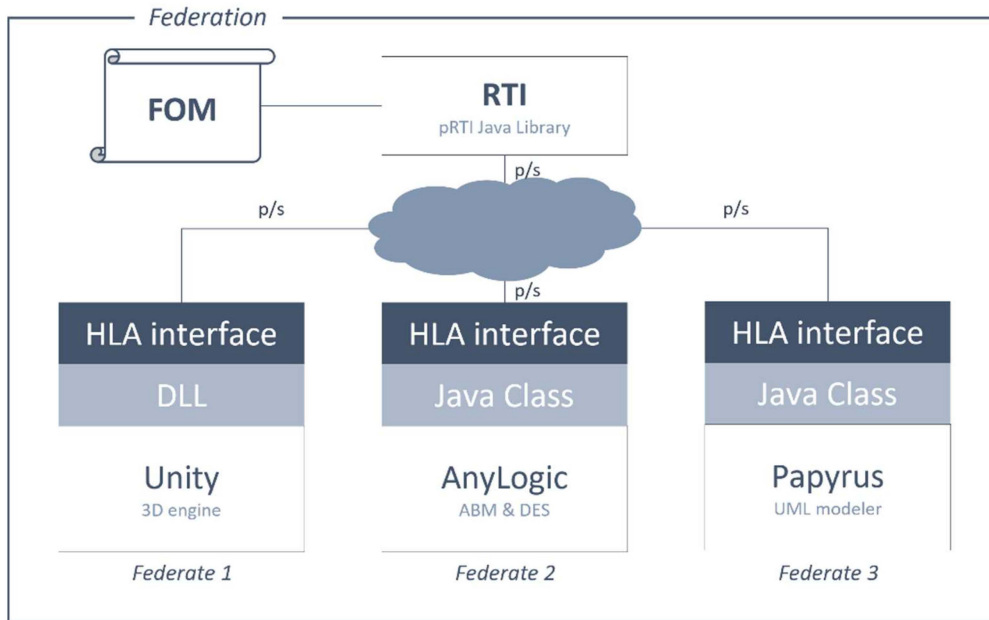 Federation
FOM
RTI
pRTI Java Library
p/s
p/s
p/s
p/s
HLA interface
DLL
Unity
3D engine
Federate 1
HLA interface
Java Class
AnyLogic
ABM & DES
Federate 2
HLA interface
Java Class
Papyrus
UML modeler
Federate 3